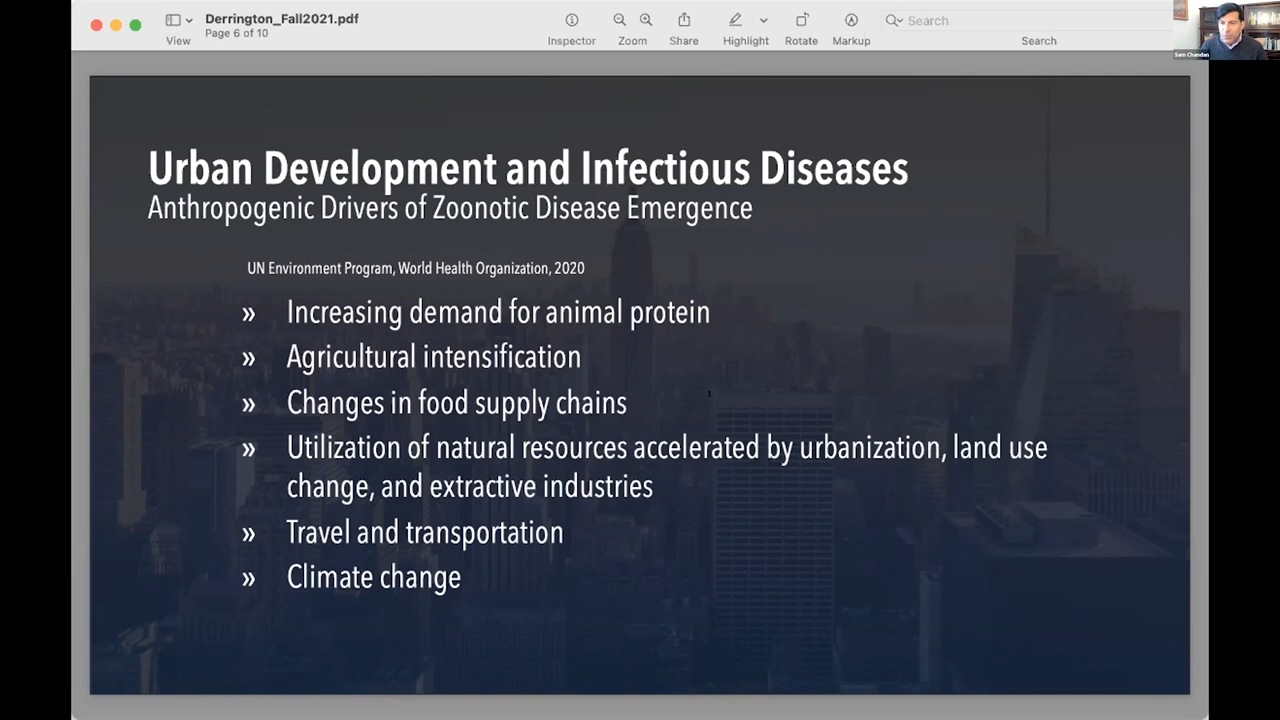 Derrington_Fall2021.pdf
Page 6 of 10
View
Inspector
Zoom
Share
Highlight
Rotate
Markup
Search
Search
Sam Chandan
Urban Development and Infectious Diseases
Anthropogenic Drivers of Zoonotic Disease Emergence
UN Environment Program, World Health Organization, 2020
» Increasing demand for animal protein
» Agricultural intensification
» Changes in food supply chains
» Utilization of natural resources accelerated by urbanization, land use
change, and extractive industries
» Travel and transportation
» Climate change